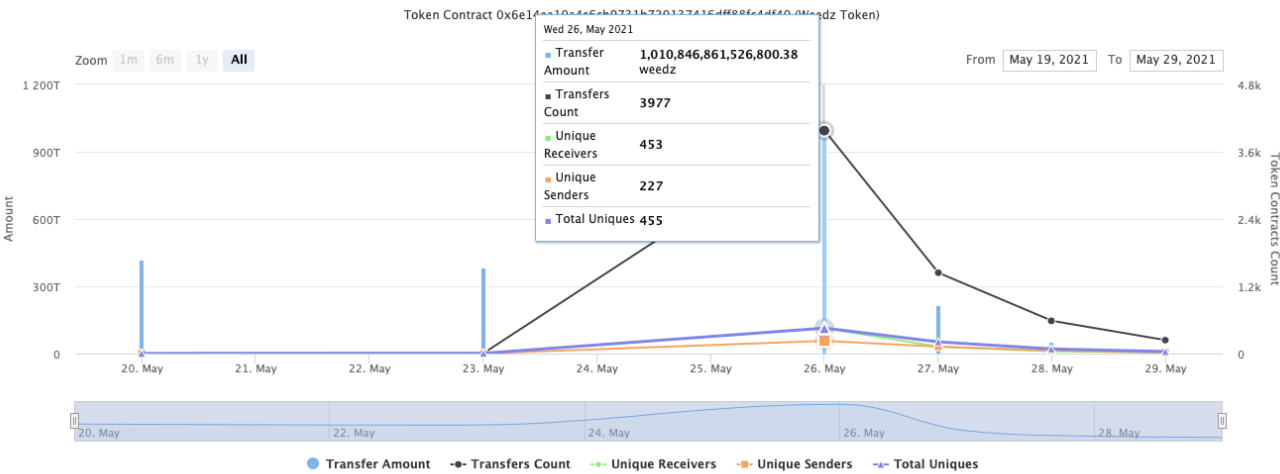 Token Contract 0x6e14ea10a4c6cb9731b729137416dff88fc4df40 (Weedz Token)
Wed 26, May 2021
Transfer Amount 1,010,846,861,526,800.38 weedz
Transfers Count 3977
Unique Receivers 453
Unique Senders 227
Total Uniques 455
Zoom 1m 6m 1y All
From May 19, 2021 To May 29, 2021
1 200T
900T
600T
300T
0
Amount
4.8k
3.6k
2.4k
1.2k
0
Token Contracts Count
20. May 21. May 22. May 23. May 24. May 25. May 26. May 27. May 28. May 29. May
20. May 22. May 24. May 26. May 28. May
Transfer Amount Transfers Count Unique Receivers Unique Senders Total Uniques